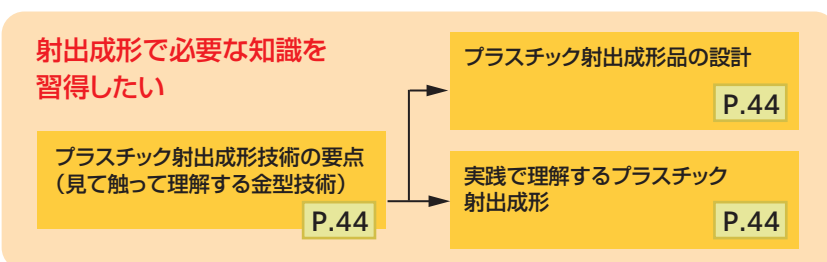 射出成形で必要な知識を
習得したい
プラスチック射出成形技術の要点
（見て触って理解する金型技術）
P.44
プラスチック射出成形品の設計
P.44
実践で理解するプラスチック
射出成形
P.44